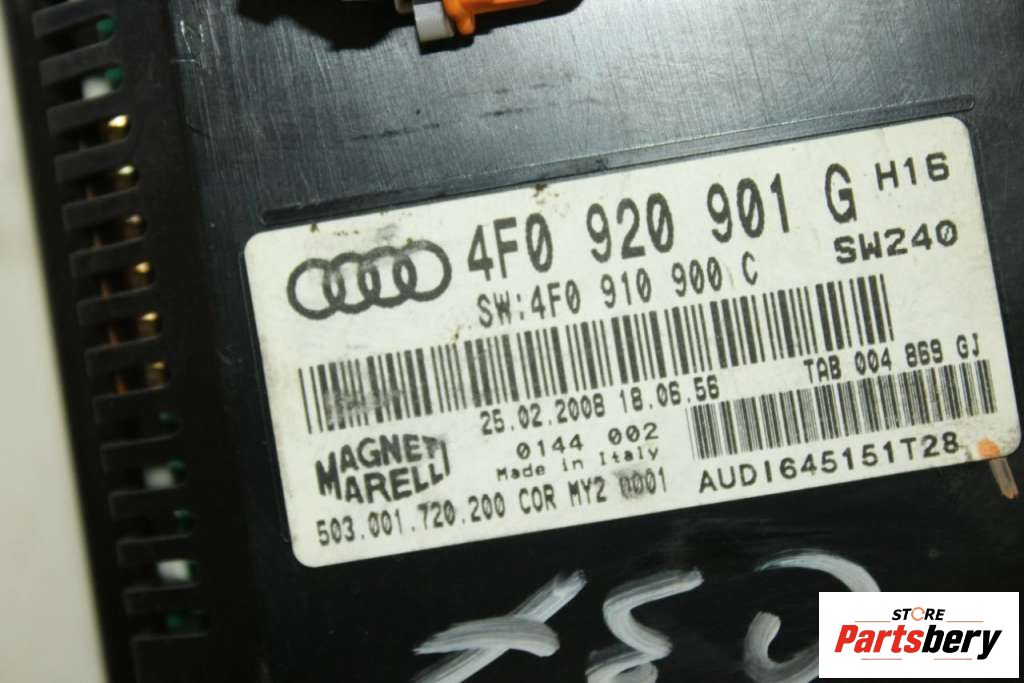 4F0 920 901 G H16
SW:4F0 910 900 C SW240
25.02.2008 18.06.56 TAB 004 869 GJ
MAGNETI MARELLI
0144 002
Made in Italy
503.001.720.200 COR MY2 0001 AUDI645151T28
STORE
Partsbery